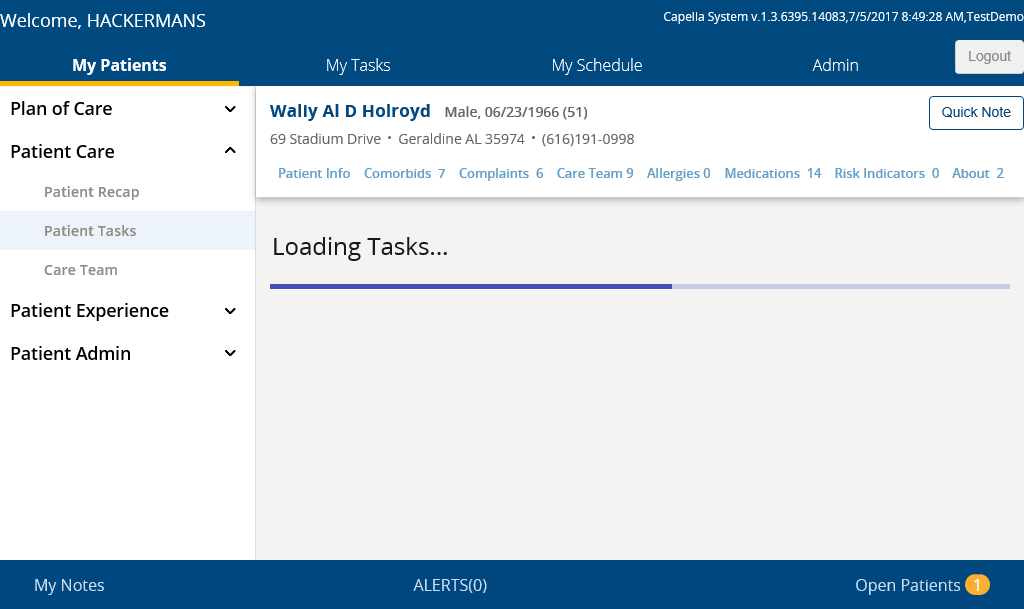 Welcome, HACKERMANS
Capella System v.1.3.6395.14083,7/5/2017 8:49:28 AM,TestDemo
My Patients My Tasks My Schedule Admin Logout
Plan of Care
Patient Care
Patient Recap
Patient Tasks
Care Team
Patient Experience
Patient Admin
Wally Al D Holroyd Male, 06/23/1966 (51) Quick Note
69 Stadium Drive • Geraldine AL 35974 • (616)191-0998
Patient Info Comorbids 7 Complaints 6 Care Team 9 Allergies 0 Medications 14 Risk Indicators 0 About 2
Loading Tasks...
My Notes ALERTS(0) Open Patients 1